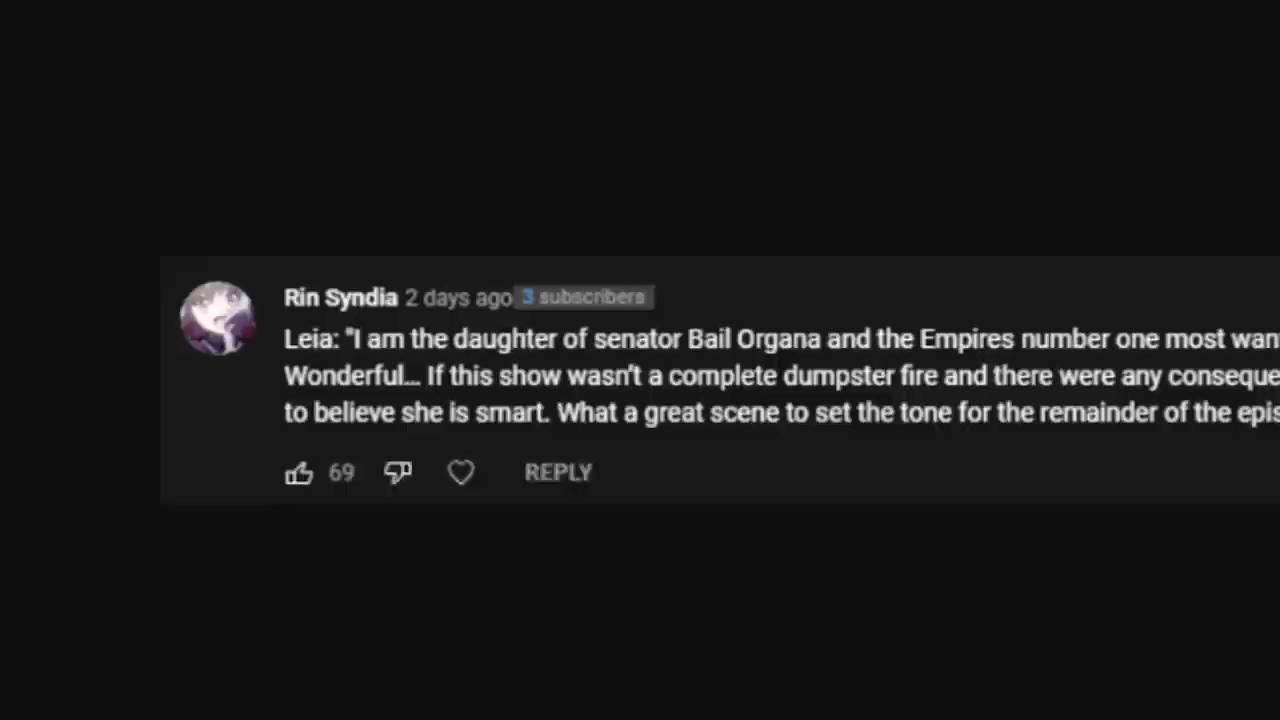 Rin Syndia 2 days ago 3 subscribers
Leia: "I am the daughter of senator Bail Organa and the Empires number one most wan
Wonderful... If this show wasn't a complete dumpster fire and there were any conseque
to believe she is smart. What a great scene to set the tone for the remainder of the epis
69 REPLY